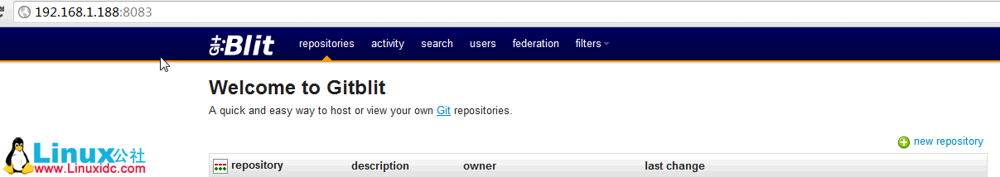 192.168.1.188:8083
git Blit repositories activity search users federation filters
Welcome to Gitblit
A quick and easy way to host or view your own Git repositories.
new repository
Linux公社
www.Linuxidc.com
repository description owner last change